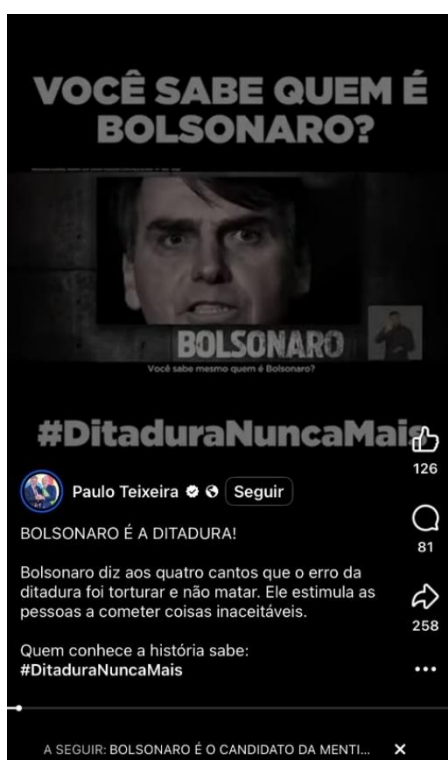 VOCÊ SABE QUEM É
BOLSONARO?
BOLSONARO
Você sabe mesmo quem é Bolsonaro?
#DitaduraNuncaMais
126
Paulo Teixeira
Seguir
81
BOLSONARO É A DITADURA!
Bolsonaro diz aos quatro cantos que o erro da
ditadura foi torturar e não matar. Ele estimula as
pessoas a cometer coisas inaceitáveis.
258
Quem conhece a história sabe:
#DitaduraNuncaMais
A SEGUIR: BOLSONARO É O CANDIDATO DA MENTI...